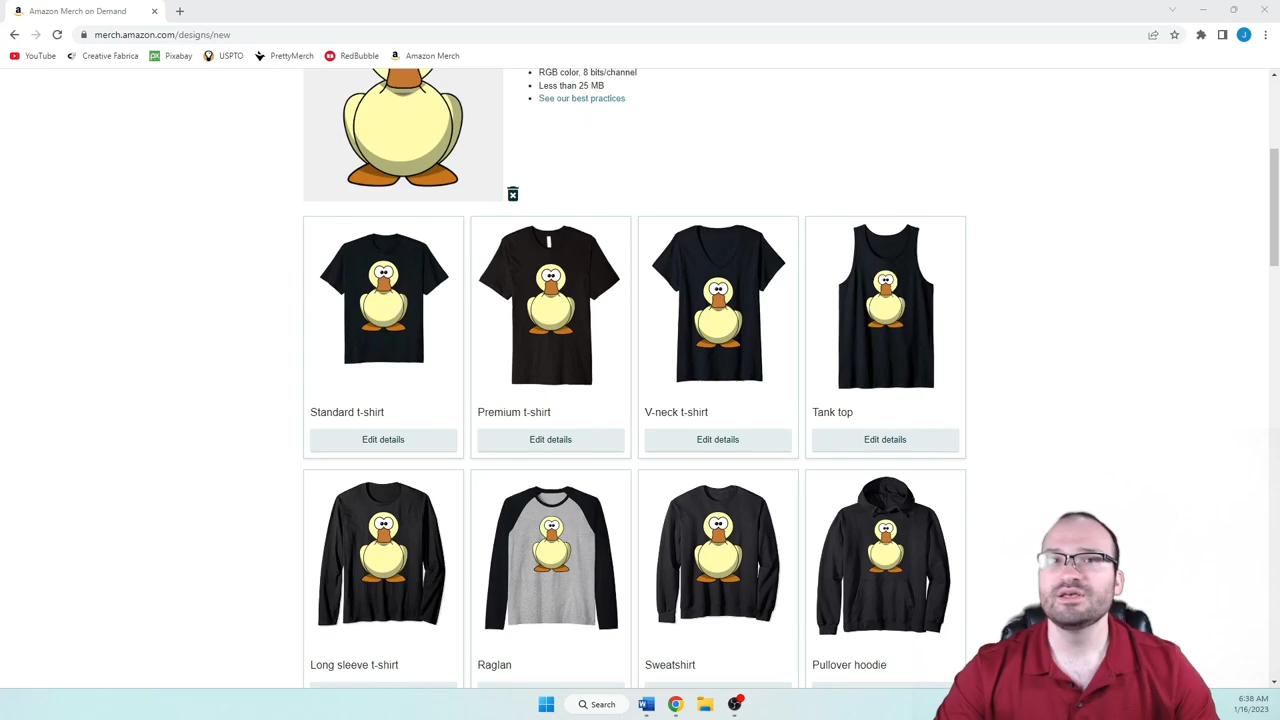 Amazon Merch on Demand
merch.amazon.com/designs/new
YouTube
Creative Fabrica
Pixabay
USPTO
PrettyMerch
RedBubble
Amazon Merch
RGB color, 8 bits/channel
Less than 25 MB
See our best practices
Standard t-shirt
Premium t-shirt
V-neck t-shirt
Tank top
Edit details
Edit details
Edit details
Edit details
Long sleeve t-shirt
Raglan
Sweatshirt
Pullover hoodie
Search
6:38 AM
1/16/2023